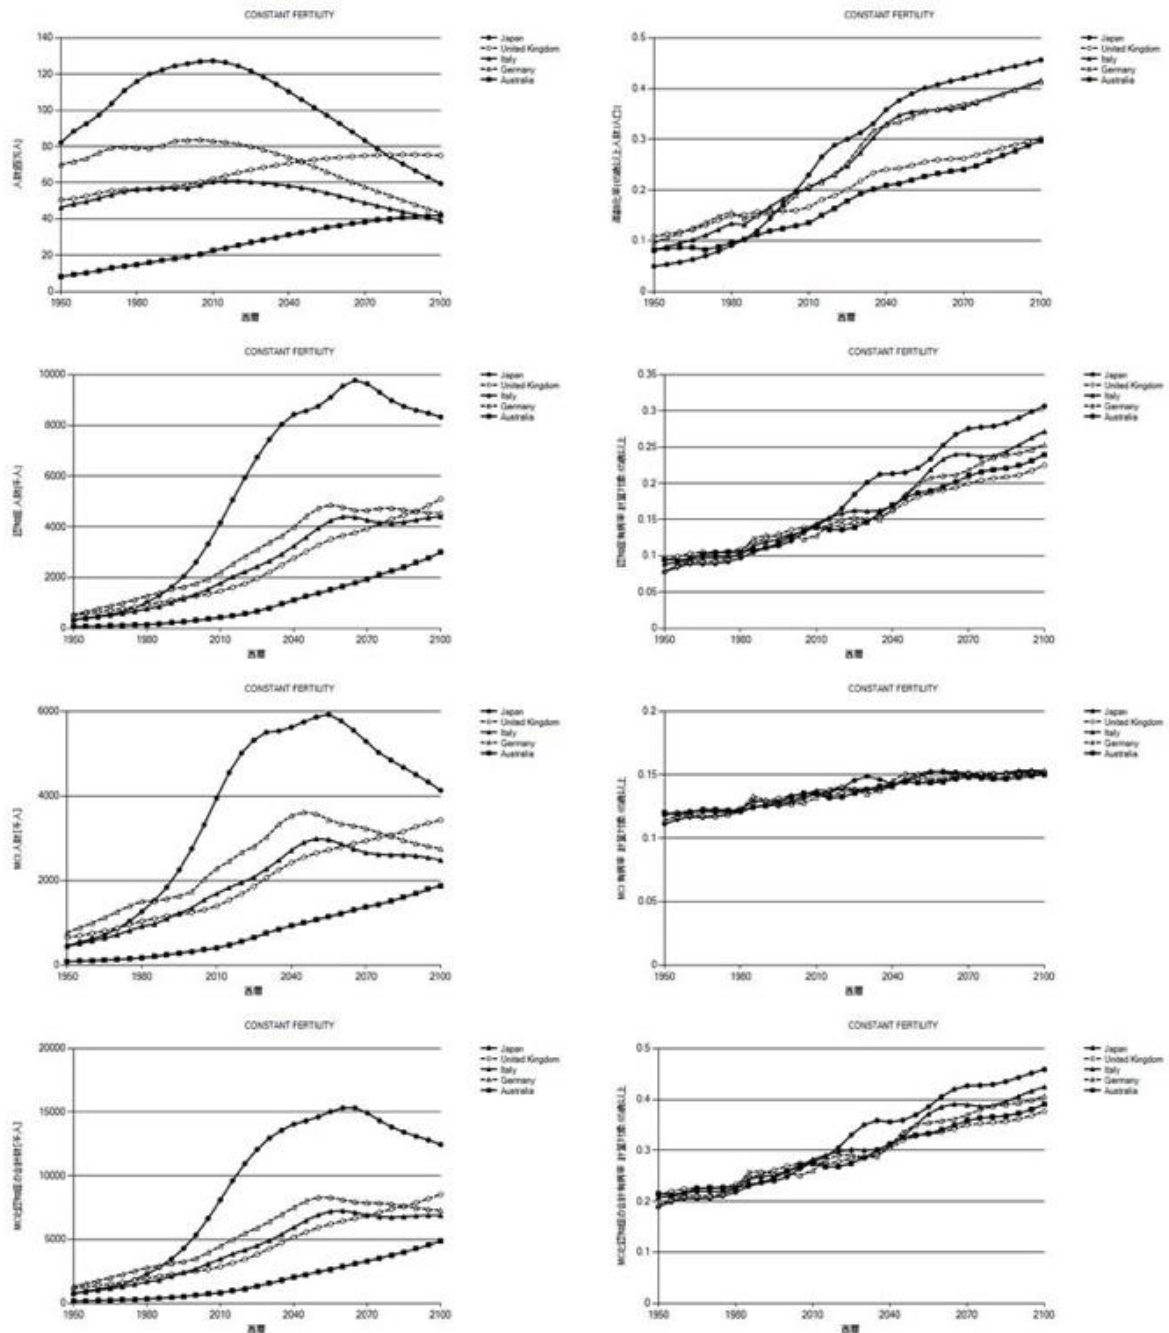 CONSTANT FERTILITY
140
120
100
80
60
40
20
0
1950 1980 2010 2040 2070 2100
西暦
Japan
United Kingdom
Italy
Germany
Australia
CONSTANT FERTILITY
0.5
0.4
0.3
0.2
0.1
0
1950 1980 2010 2040 2070 2100
西暦
Japan
United Kingdom
Italy
Germany
Australia
CONSTANT FERTILITY
10000
8000
6000
4000
2000
0
1950 1980 2010 2040 2070 2100
西暦
Japan
United Kingdom
Italy
Germany
Australia
CONSTANT FERTILITY
0.35
0.3
0.25
0.2
0.15
0.1
0.05
0
1950 1980 2010 2040 2070 2100
西暦
Japan
United Kingdom
Italy
Germany
Australia
CONSTANT FERTILITY
6000
4000
2000
0
MCI 人数[千人]
1950 1980 2010 2040 2070 2100
西暦
Japan
United Kingdom
Italy
Germany
Australia
CONSTANT FERTILITY
0.2
0.15
0.1
0.05
0
1950 1980 2010 2040 2070 2100
西暦
Japan
United Kingdom
Italy
Germany
Australia
CONSTANT FERTILITY
20000
15000
10000
5000
0
1950 1980 2010 2040 2070 2100
西暦
Japan
United Kingdom
Italy
Germany
Australia
CONSTANT FERTILITY
0.5
0.4
0.3
0.2
0.1
0
1950 1980 2010 2040 2070 2100
西暦
Japan
United Kingdom
Italy
Germany
Australia